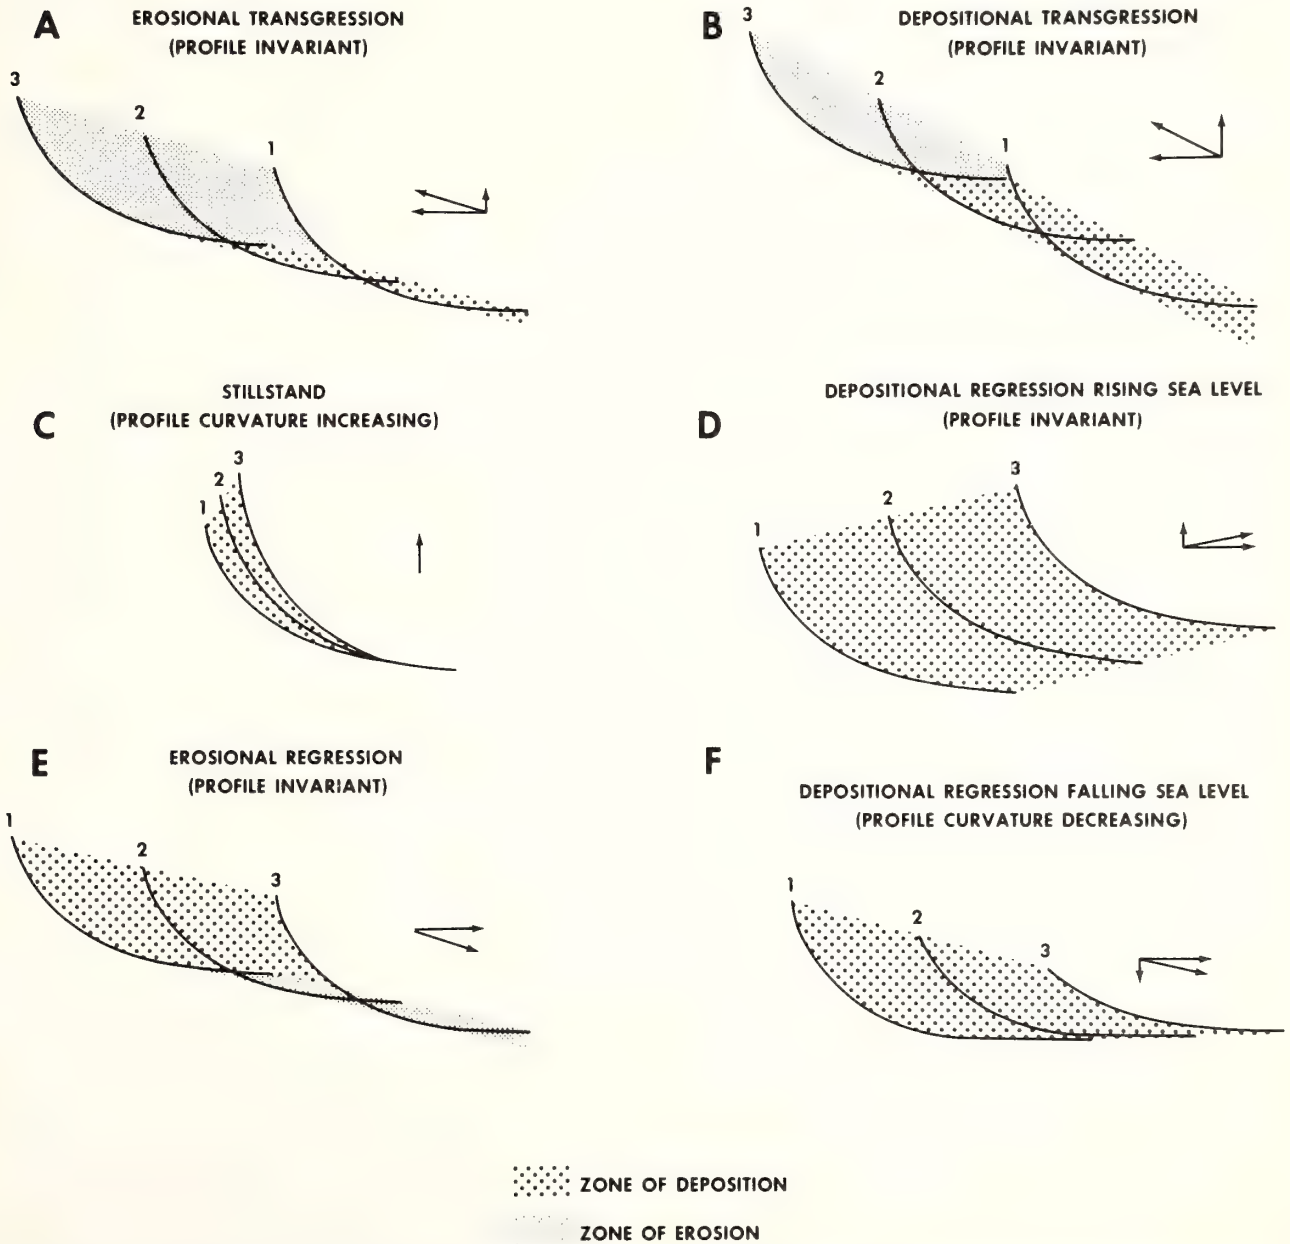 A
EROSIONAL TRANSGRESSION
(PROFILE INVARIANT)
3
2
1
B
DEPOSITIONAL TRANSGRESSION
(PROFILE INVARIANT)
3
2
1
C
STILLSTAND
(PROFILE CURVATURE INCREASING)
3
2
1
D
DEPOSITIONAL REGRESSION RISING SEA LEVEL
(PROFILE INVARIANT)
3
2
1
E
EROSIONAL REGRESSION
(PROFILE INVARIANT)
1
2
3
F
DEPOSITIONAL REGRESSION FALLING SEA LEVEL
(PROFILE CURVATURE DECREASING)
1
2
3
ZONE OF DEPOSITION
ZONE OF EROSION